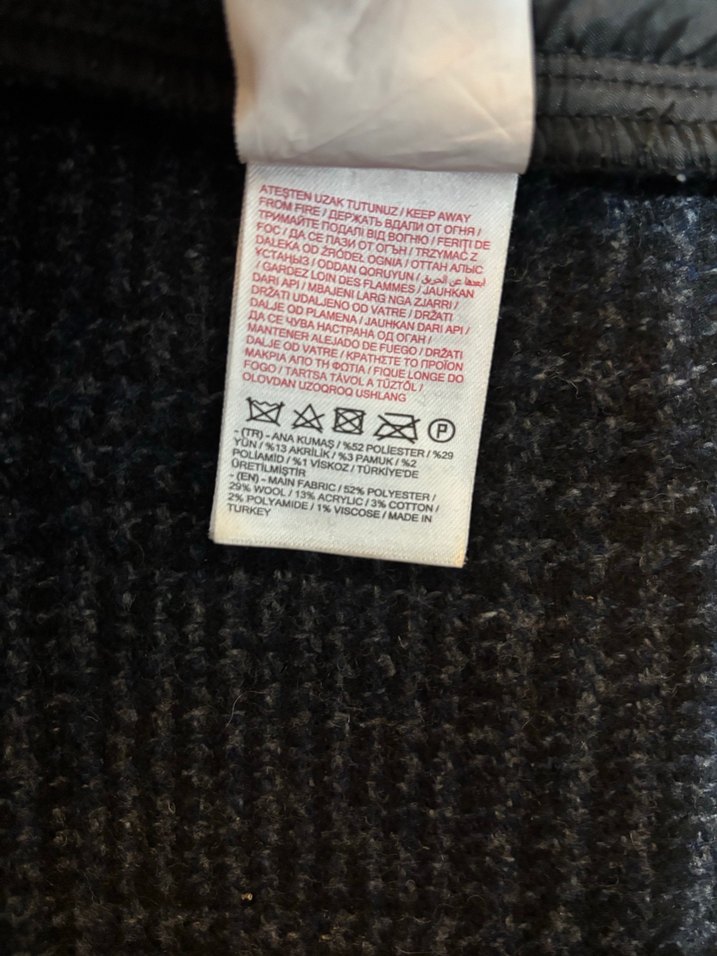 ATEŞTEN UZAK TUTUNUZ / KEEP AWAY
FROM FIRE / ДЕРЖАТЬ ВДАЛИ ОТ ОГНЯ /
ТРИМАЙТЕ ПОДАЛІ ВІД ВОГНЮ / FERIȚI DE
FOC / ДА СЕ ПАЗИ ОТ ОГЪН / TRZYMAĆ Z
DALEKA OD ŹRÓDEŁ OGNIA / ОТТАН АЛЫС
ҰСТАҢЫЗ / ODDAN QORUYUN / ابعدها عن الحريق
/ GARDEZ LOIN DES FLAMMES / JAUHKAN
DARI API / MBAJENI LARG NGA ZJARRI /
DRŽATI UDALJENO OD VATRE / DRŽATI
DALJE OD PLAMENA / JAUHKAN DARI API /
ДА СЕ ЧУВА НАСТРАНА ОД ОГАН /
MANTENER ALEJADO DE FUEGO / DRŽATI
DALJE OD VATRE / ΚΡΑΤΗΣΤΕ ΤΟ ΠΡΟΪΟΝ
ΜΑΚΡΙΑ ΑΠΟ ΤΗ ΦΩΤΙΑ / FIQUE LONGE DO
FOGO / TARTSA TÁVOL A TŰZTŐL /
OLOVDAN UZOQROQ USHLANG
P
- (TR) - ANA KUMAŞ / %52 POLİESTER / %29
YÜN / %13 AKRİLİK / %3 PAMUK / %2
POLİAMİD / %1 VİSKOZ / TÜRKİYE'DE
ÜRETİLMİŞTİR
- (EN) - MAIN FABRIC / 52% POLYESTER /
29% WOOL / 13% ACRYLIC / 3% COTTON /
2% POLYAMIDE / 1% VISCOSE / MADE IN
TURKEY